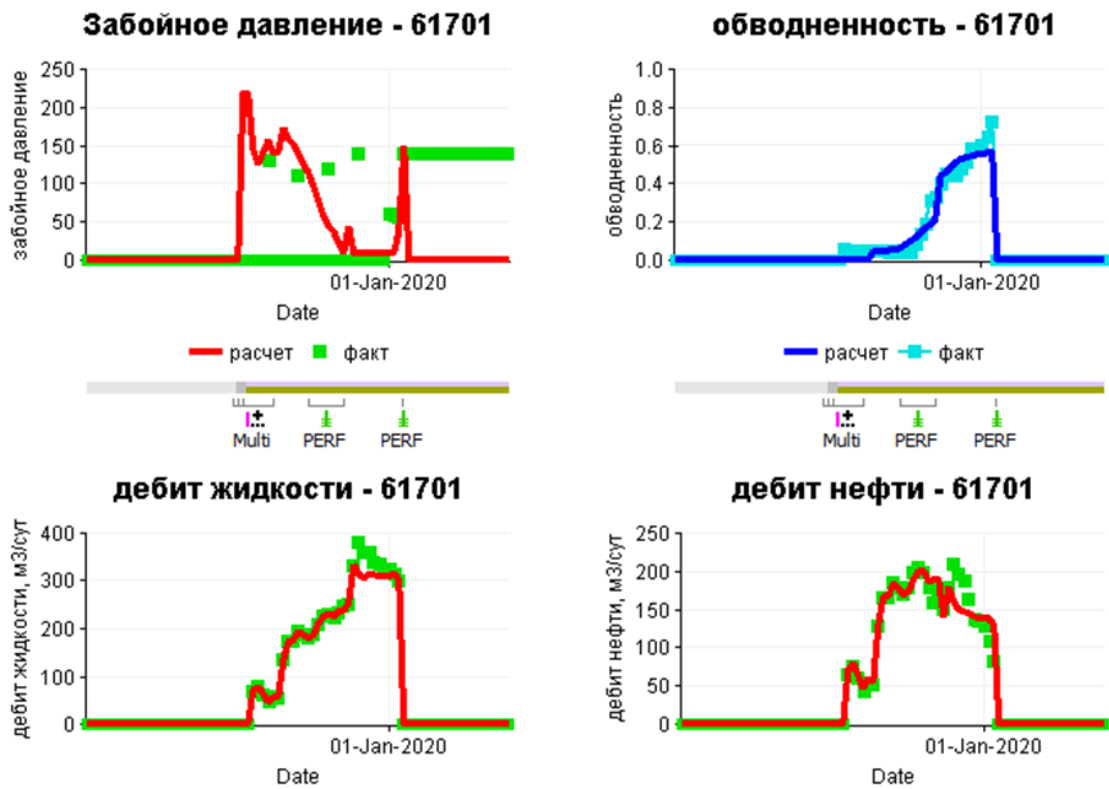 Забойное давление - 61701
250
200
150
100
50
0
забойное давление
01-Jan-2020
Date
расчет факт
Multi PERF PERF
обводненность - 61701
1.0
0.8
0.6
0.4
0.2
0.0
обводненность
01-Jan-2020
Date
расчет факт
Multi PERF PERF
дебит жидкости - 61701
400
300
200
100
0
дебит жидкости, м3/сут
01-Jan-2020
Date
дебит нефти - 61701
250
200
150
100
50
0
дебит нефти, м3/сут
01-Jan-2020
Date